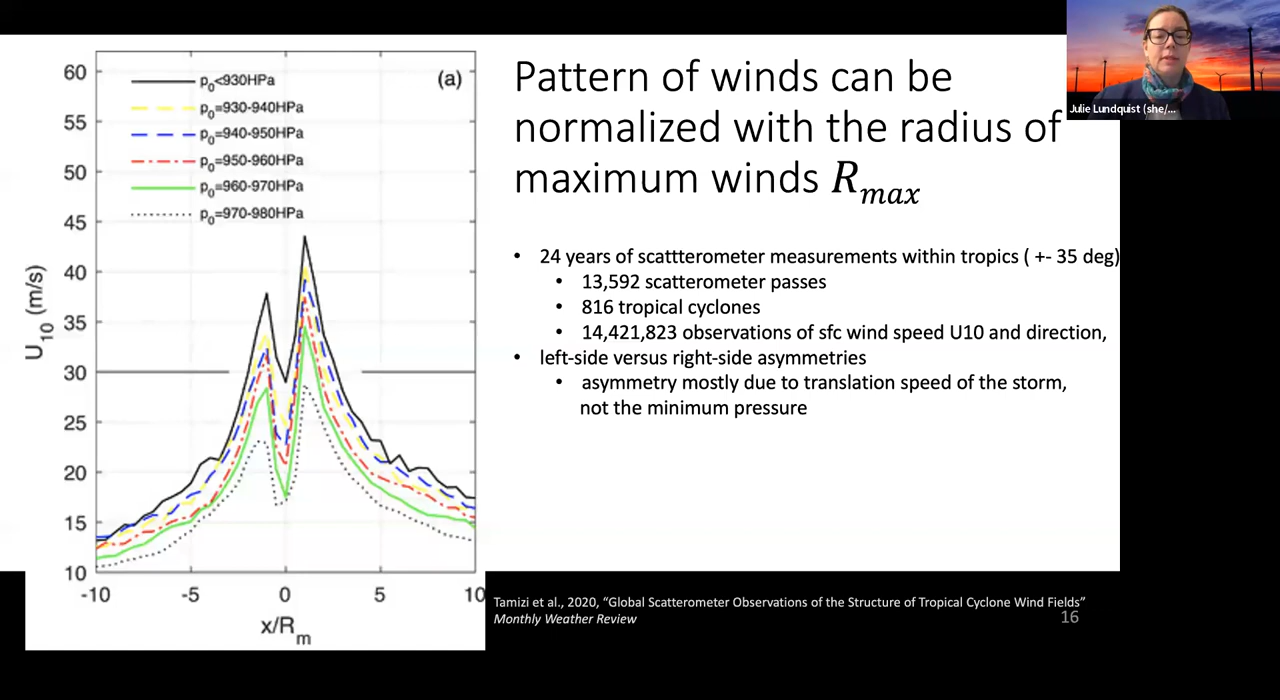 60
55
50
45
40
35
30
25
20
15
10
U10 (m/s)
-10 -5 0 5 10
x/Rm
(a)
p0<930HPa
p0=930-940HPa
p0=940-950HPa
p0=950-960HPa
p0=960-970HPa
p0=970-980HPa
Pattern of winds can be
normalized with the radius of
maximum winds Rmax
• 24 years of scattterometer measurements within tropics ( +- 35 deg)
• 13,592 scatterometer passes
• 816 tropical cyclones
• 14,421,823 observations of sfc wind speed U10 and direction,
• left-side versus right-side asymmetries
• asymmetry mostly due to translation speed of the storm,
not the minimum pressure
Tamizi et al., 2020, “Global Scatterometer Observations of the Structure of Tropical Cyclone Wind Fields”
Monthly Weather Review
16
Julie Lundquist (she/...